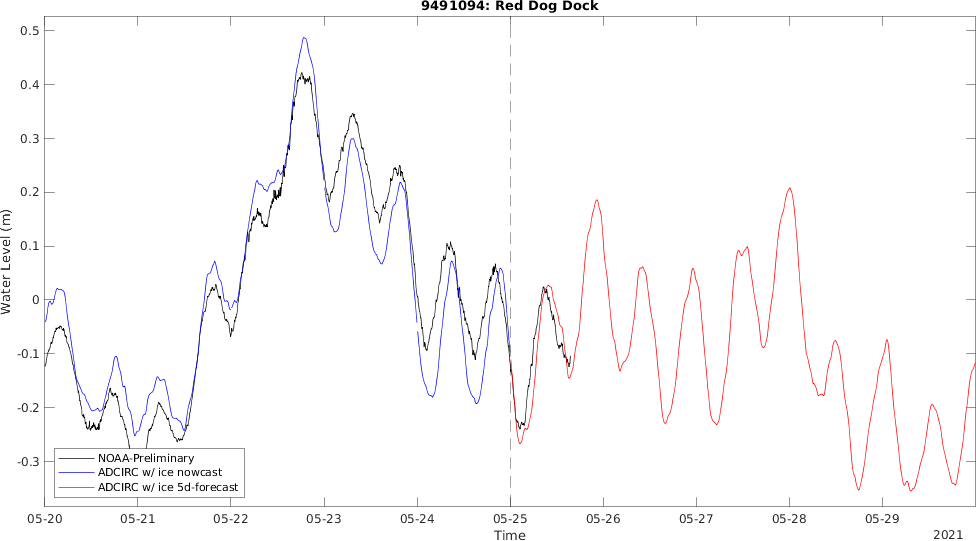 9491094: Red Dog Dock
Water Level (m)
0.5
0.4
0.3
0.2
0.1
0
-0.1
-0.2
-0.3
NOAA-Preliminary
ADCIRC w/ ice nowcast
ADCIRC w/ ice 5d-forecast
05-20 05-21 05-22 05-23 05-24 05-25 05-26 05-27 05-28 05-29
Time
2021